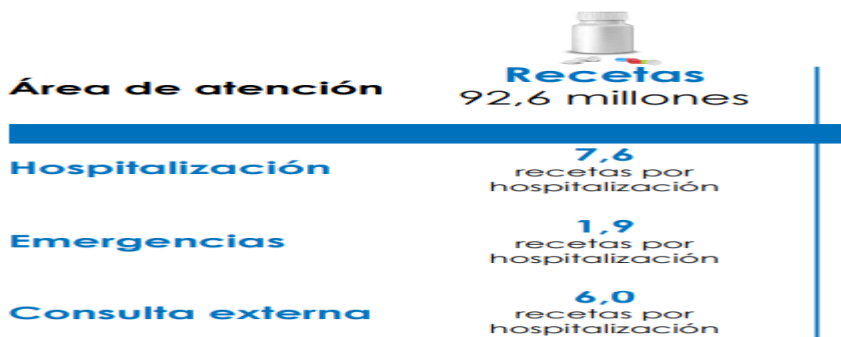 Recetas
Área de atención
92,6 millones
Hospitalización
7,6
recetas por
hospitalización
Emergencias
1,9
recetas por
hospitalización
Consulta externa
6,0
recetas por
hospitalización